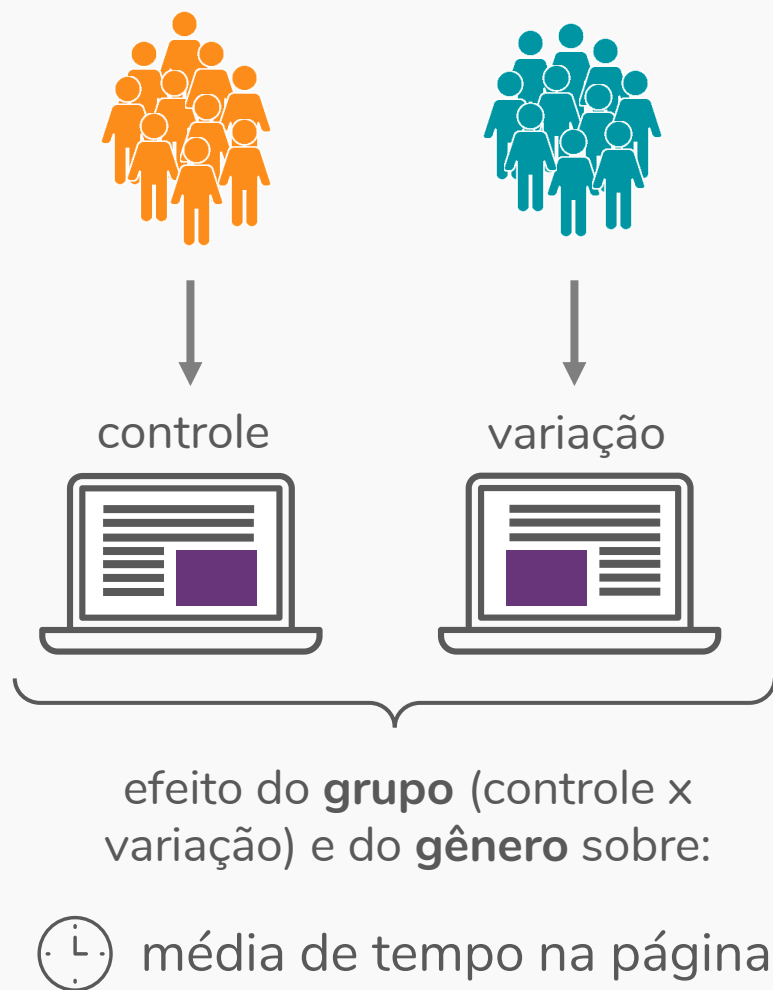 controle
variação
efeito do grupo (controle x
variação) e do gênero sobre:
média de tempo na página